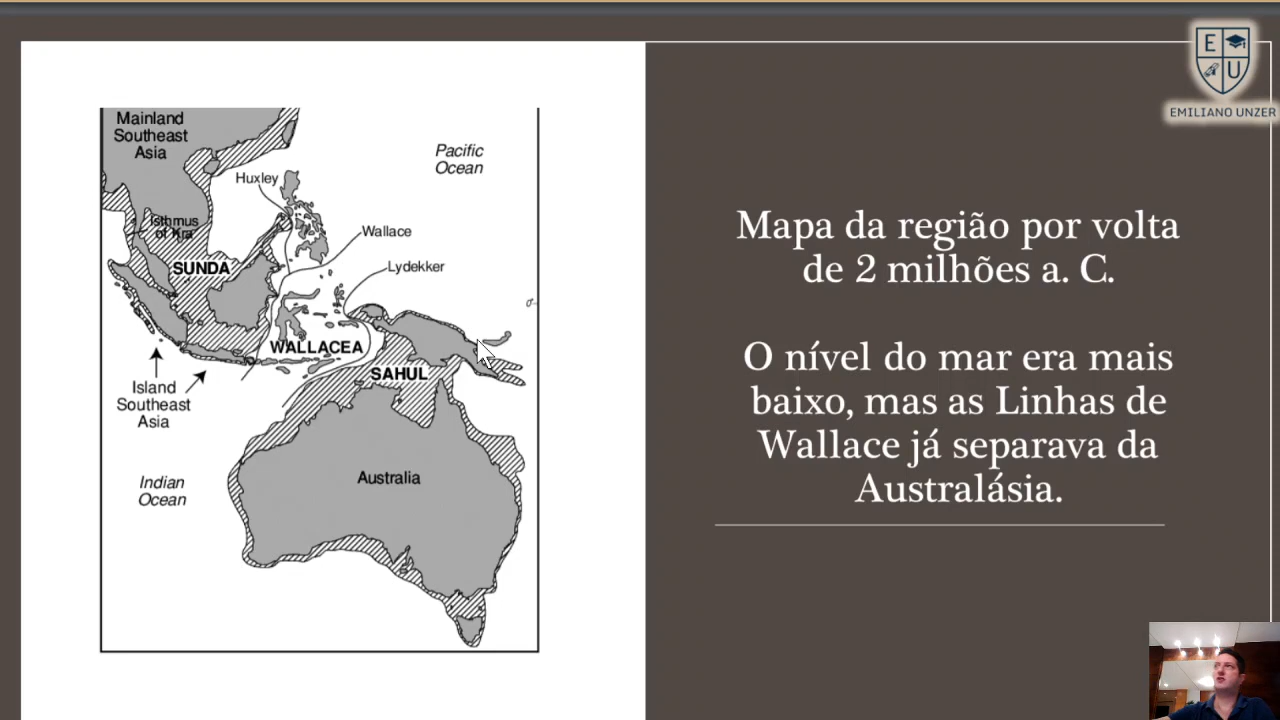 Mainland
Southeast
Asia
Pacific
Ocean
Huxley
Isthmus
of Kra
Wallace
SUNDA
Lydekker
WALLACEA
SAHUL
Island
Southeast
Asia
Australia
Indian
Ocean
E U
EMILIANO UNZER
Mapa da região por volta
de 2 milhões a. C.
O nível do mar era mais
baixo, mas as Linhas de
Wallace já separava da
Australásia.